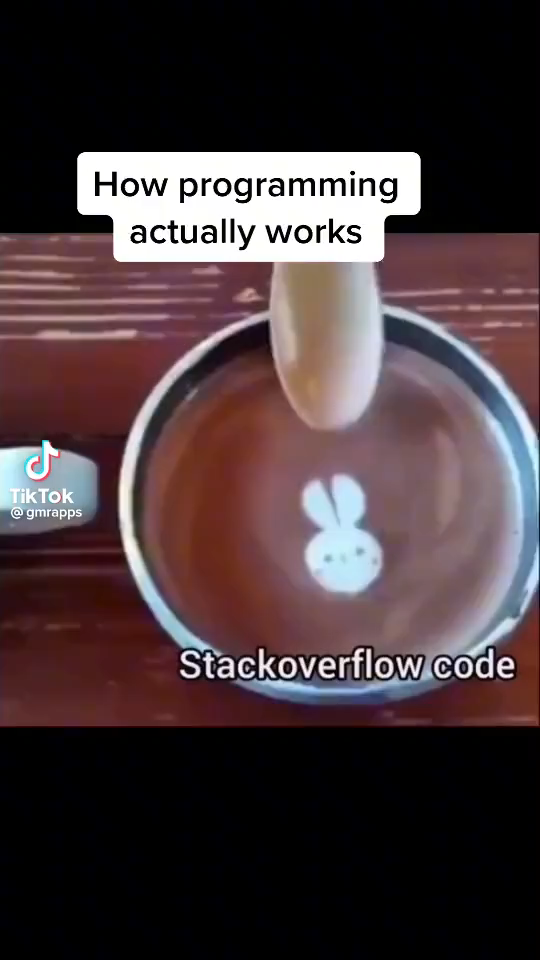 How programming
actually works
TikTok
@ gmrapps
Stackoverflow code